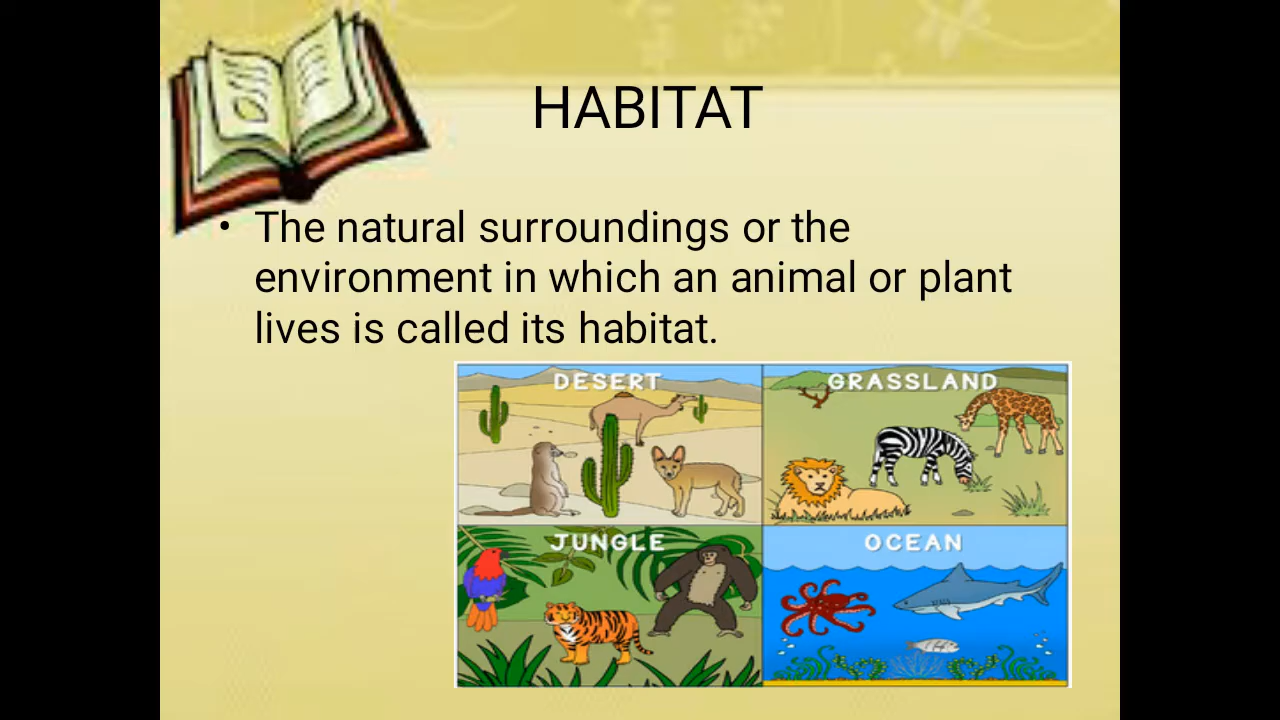 HABITAT
• The natural surroundings or the
environment in which an animal or plant
lives is called its habitat.
DESERT
GRASSLAND
JUNGLE
OCEAN